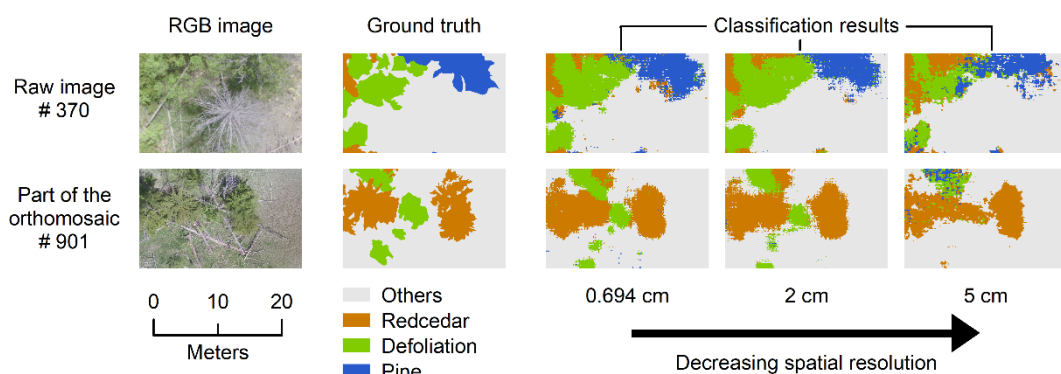 RGB image
Ground truth
Classification results
Raw image
# 370
Part of the
orthomosaic
# 901
0
10
20
Meters
Others
Redcedar
Defoliation
Pine
0.694 cm
2 cm
5 cm
Decreasing spatial resolution